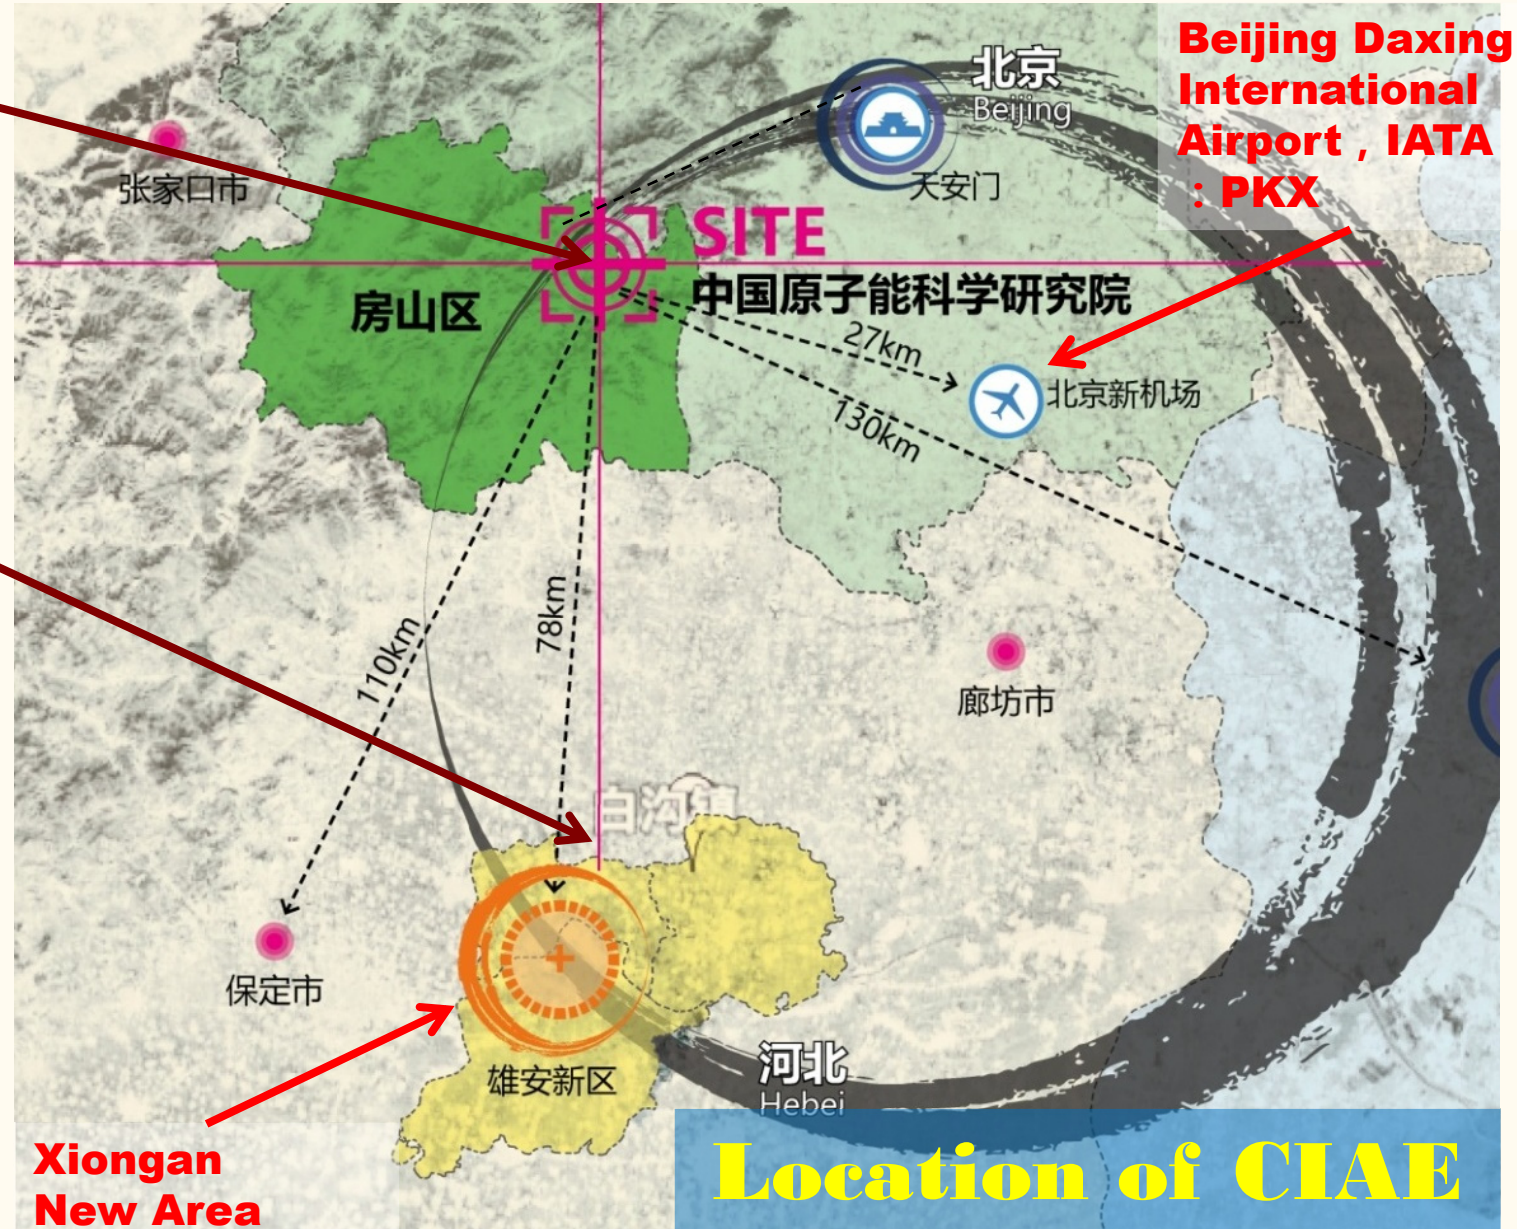 Beijing Daxing
International
Airport , IATA
: PKX
北京
Beijing
天安门
张家口市
SITE
中国原子能科学研究院
房山区
27km
北京新机场
130km
110km
78km
廊坊市
白沟镇
保定市
雄安新区
河北
Hebei
Xiongan
New Area
Location of CIAE